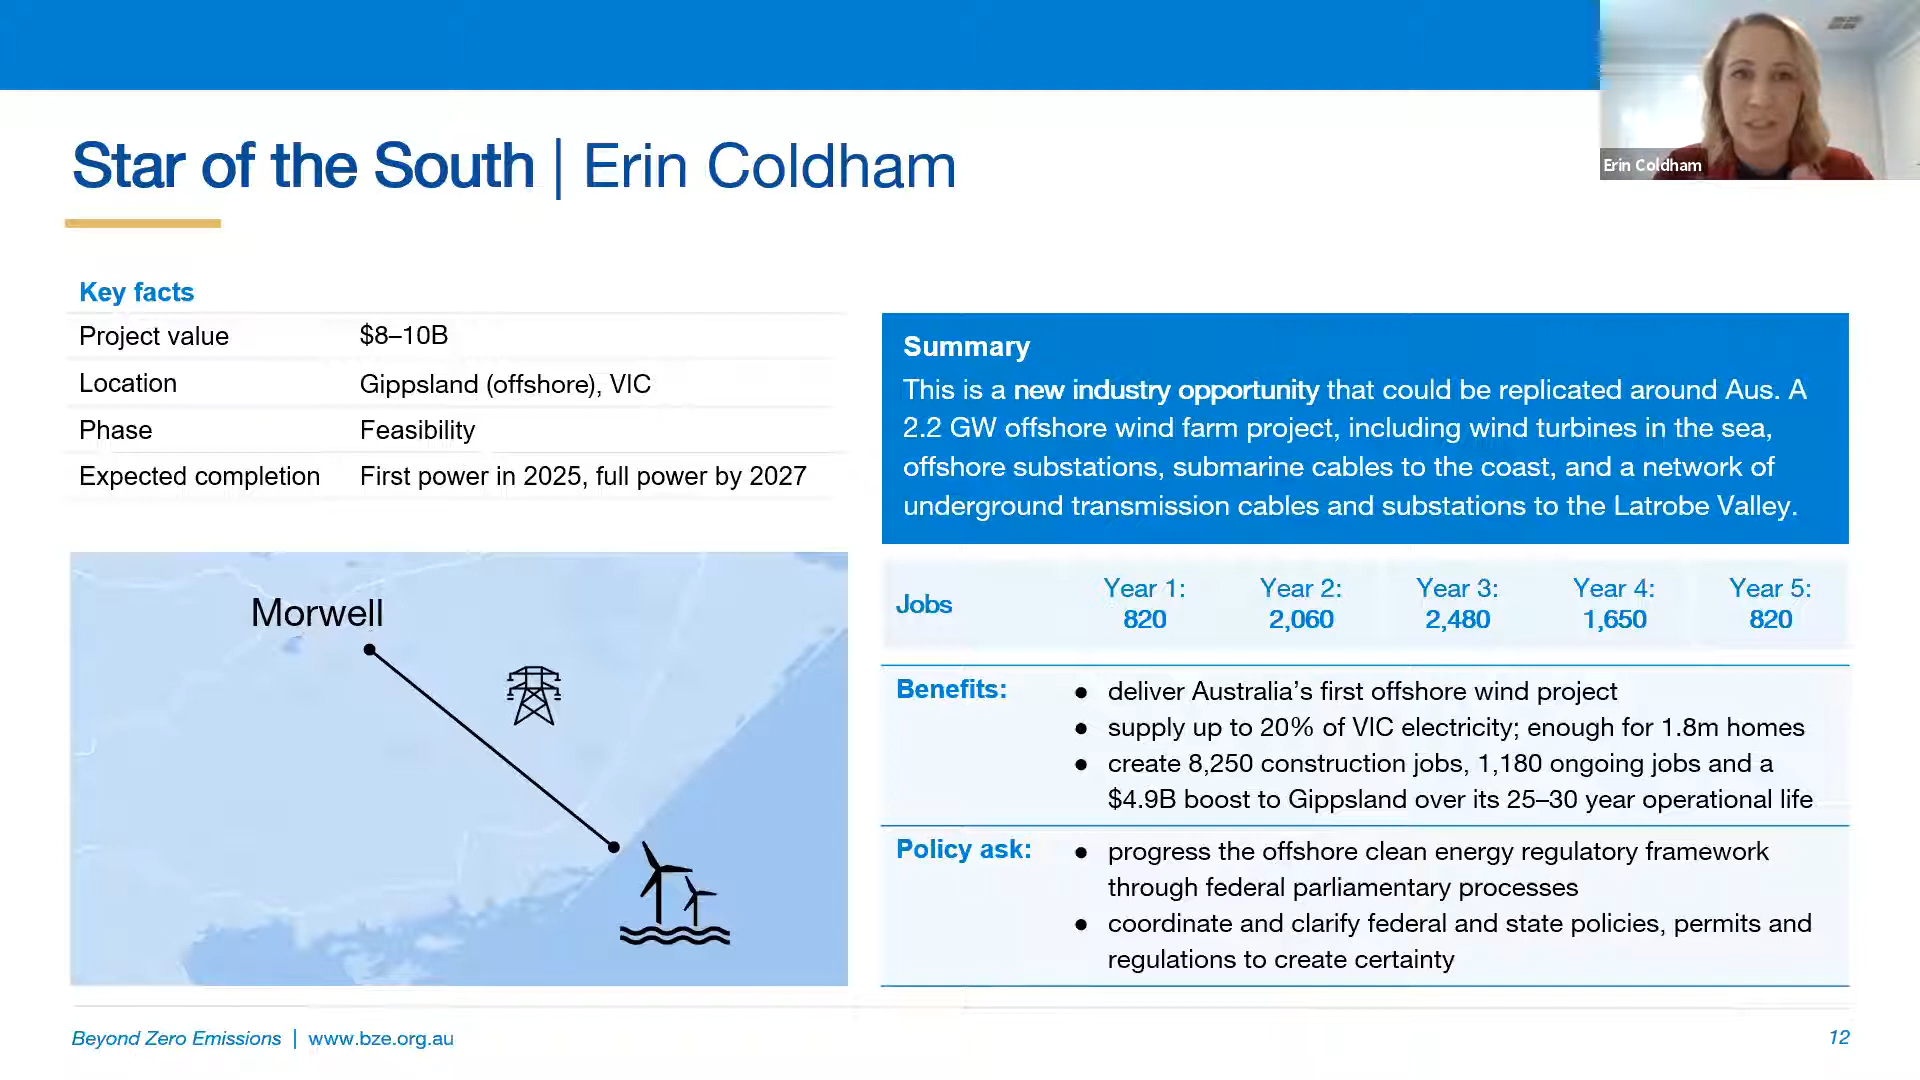 Erin Coldham
Star of the South | Erin Coldham
Key facts
Project value $8–10B
Location Gippsland (offshore), VIC
Phase Feasibility
Expected completion First power in 2025, full power by 2027
Morwell
Summary
This is a new industry opportunity that could be replicated around Aus. A
2.2 GW offshore wind farm project, including wind turbines in the sea,
offshore substations, submarine cables to the coast, and a network of
underground transmission cables and substations to the Latrobe Valley.
Jobs
Year 1: Year 2: Year 3: Year 4: Year 5:
820 2,060 2,480 1,650 820
Benefits:
● deliver Australia’s first offshore wind project
● supply up to 20% of VIC electricity; enough for 1.8m homes
● create 8,250 construction jobs, 1,180 ongoing jobs and a
$4.9B boost to Gippsland over its 25–30 year operational life
Policy ask:
● progress the offshore clean energy regulatory framework
through federal parliamentary processes
● coordinate and clarify federal and state policies, permits and
regulations to create certainty
Beyond Zero Emissions | www.bze.org.au
12